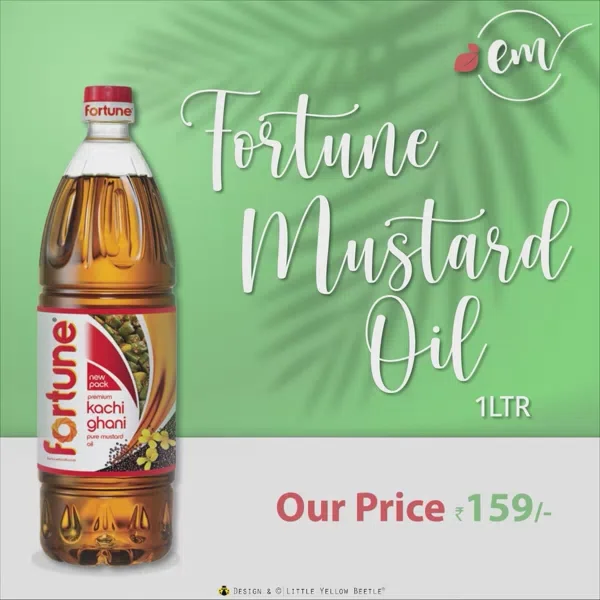 em
Fortune
Mustard
Oil
1LTR
fortune
fortune
new
pack
premium
kachi
ghani
pure mustard
oil
Our Price ₹159/-
Design & © Little Yellow Beetle®